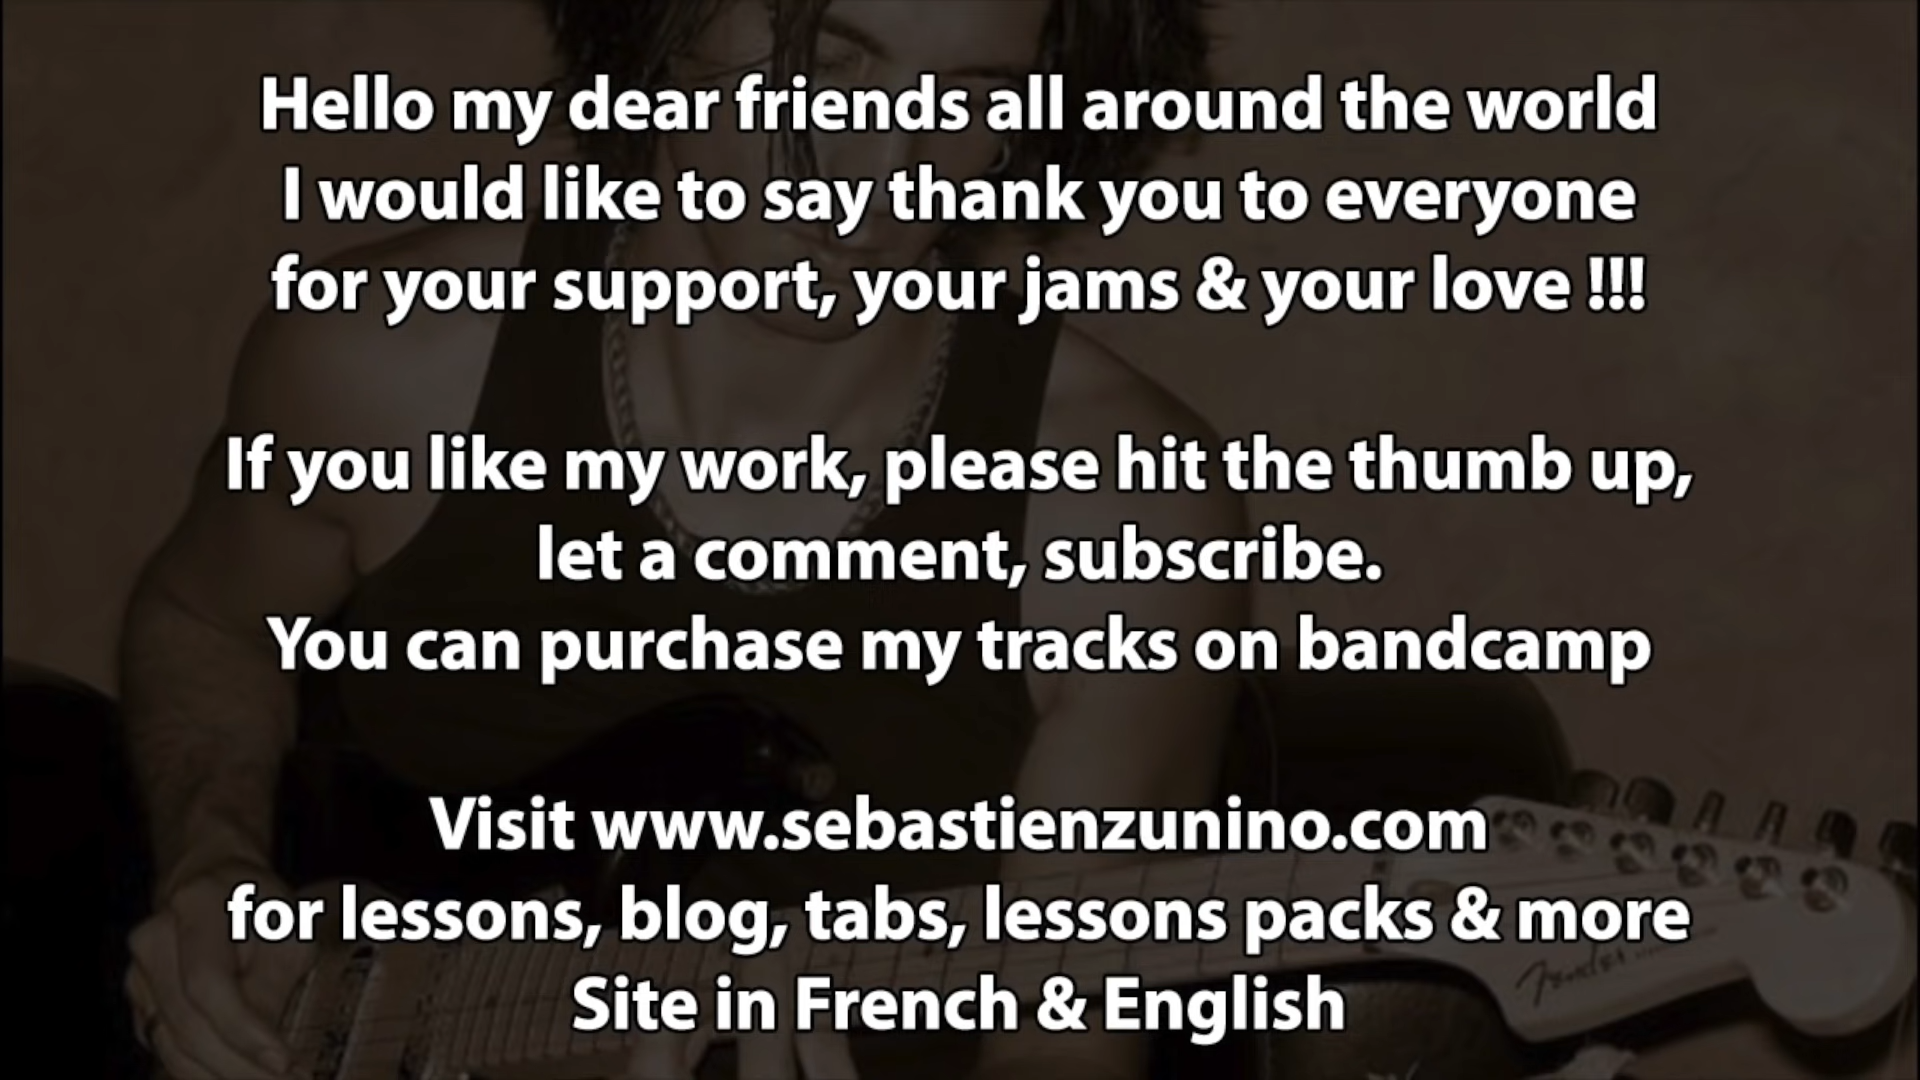 Hello my dear friends all around the world
I would like to say thank you to everyone
for your support, your jams & your love !!!
If you like my work, please hit the thumb up,
let a comment, subscribe.
You can purchase my tracks on bandcamp
Visit www.sebastienzunino.com
for lessons, blog, tabs, lessons packs & more
Site in French & English
Fender